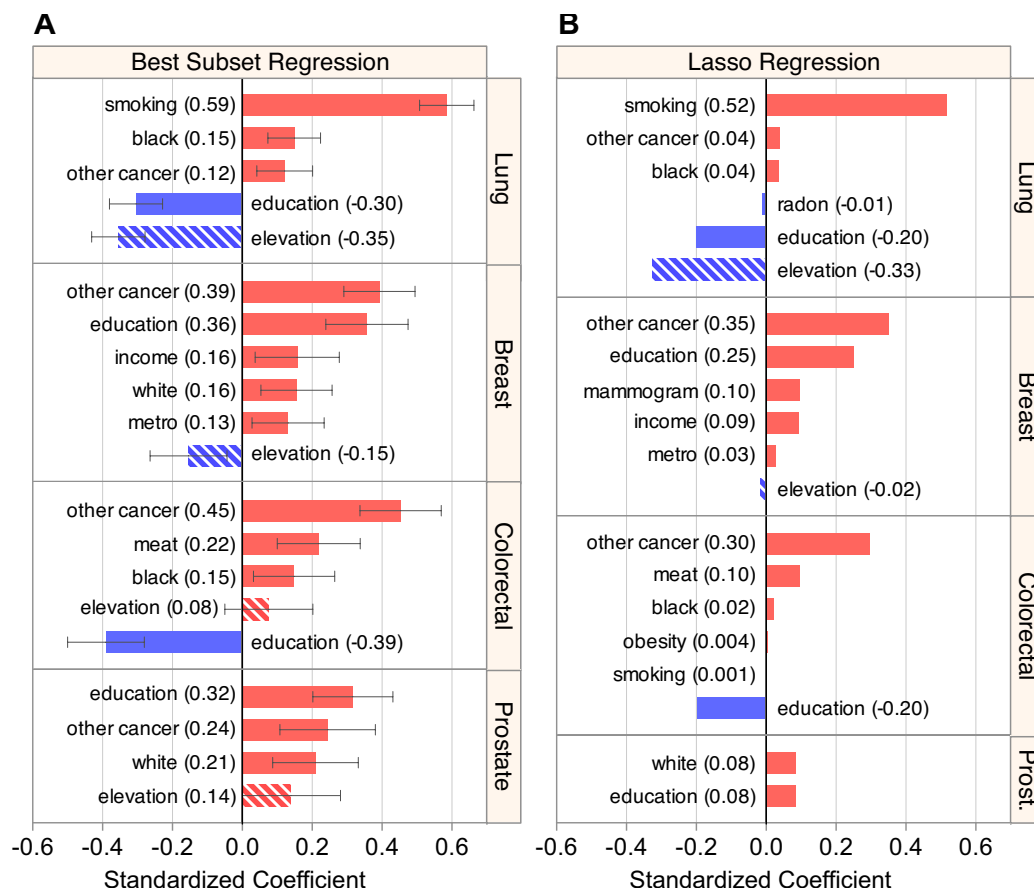 A
Best Subset Regression
smoking (0.59)
black (0.15)
other cancer (0.12)
education (-0.30)
elevation (-0.35)
Lung
other cancer (0.39)
education (0.36)
income (0.16)
white (0.16)
metro (0.13)
elevation (-0.15)
Breast
other cancer (0.45)
meat (0.22)
black (0.15)
elevation (0.08)
education (-0.39)
Colorectal
education (0.32)
other cancer (0.24)
white (0.21)
elevation (0.14)
Prostate
-0.6 -0.4 -0.2 0.0 0.2 0.4 0.6
Standardized Coefficient
B
Lasso Regression
smoking (0.52)
other cancer (0.04)
black (0.04)
radon (-0.01)
education (-0.20)
elevation (-0.33)
Lung
other cancer (0.35)
education (0.25)
mammogram (0.10)
income (0.09)
metro (0.03)
elevation (-0.02)
Breast
other cancer (0.30)
meat (0.10)
black (0.02)
obesity (0.004)
smoking (0.001)
education (-0.20)
Colorectal
white (0.08)
education (0.08)
Prost.
-0.6 -0.4 -0.2 0.0 0.2 0.4 0.6
Standardized Coefficient